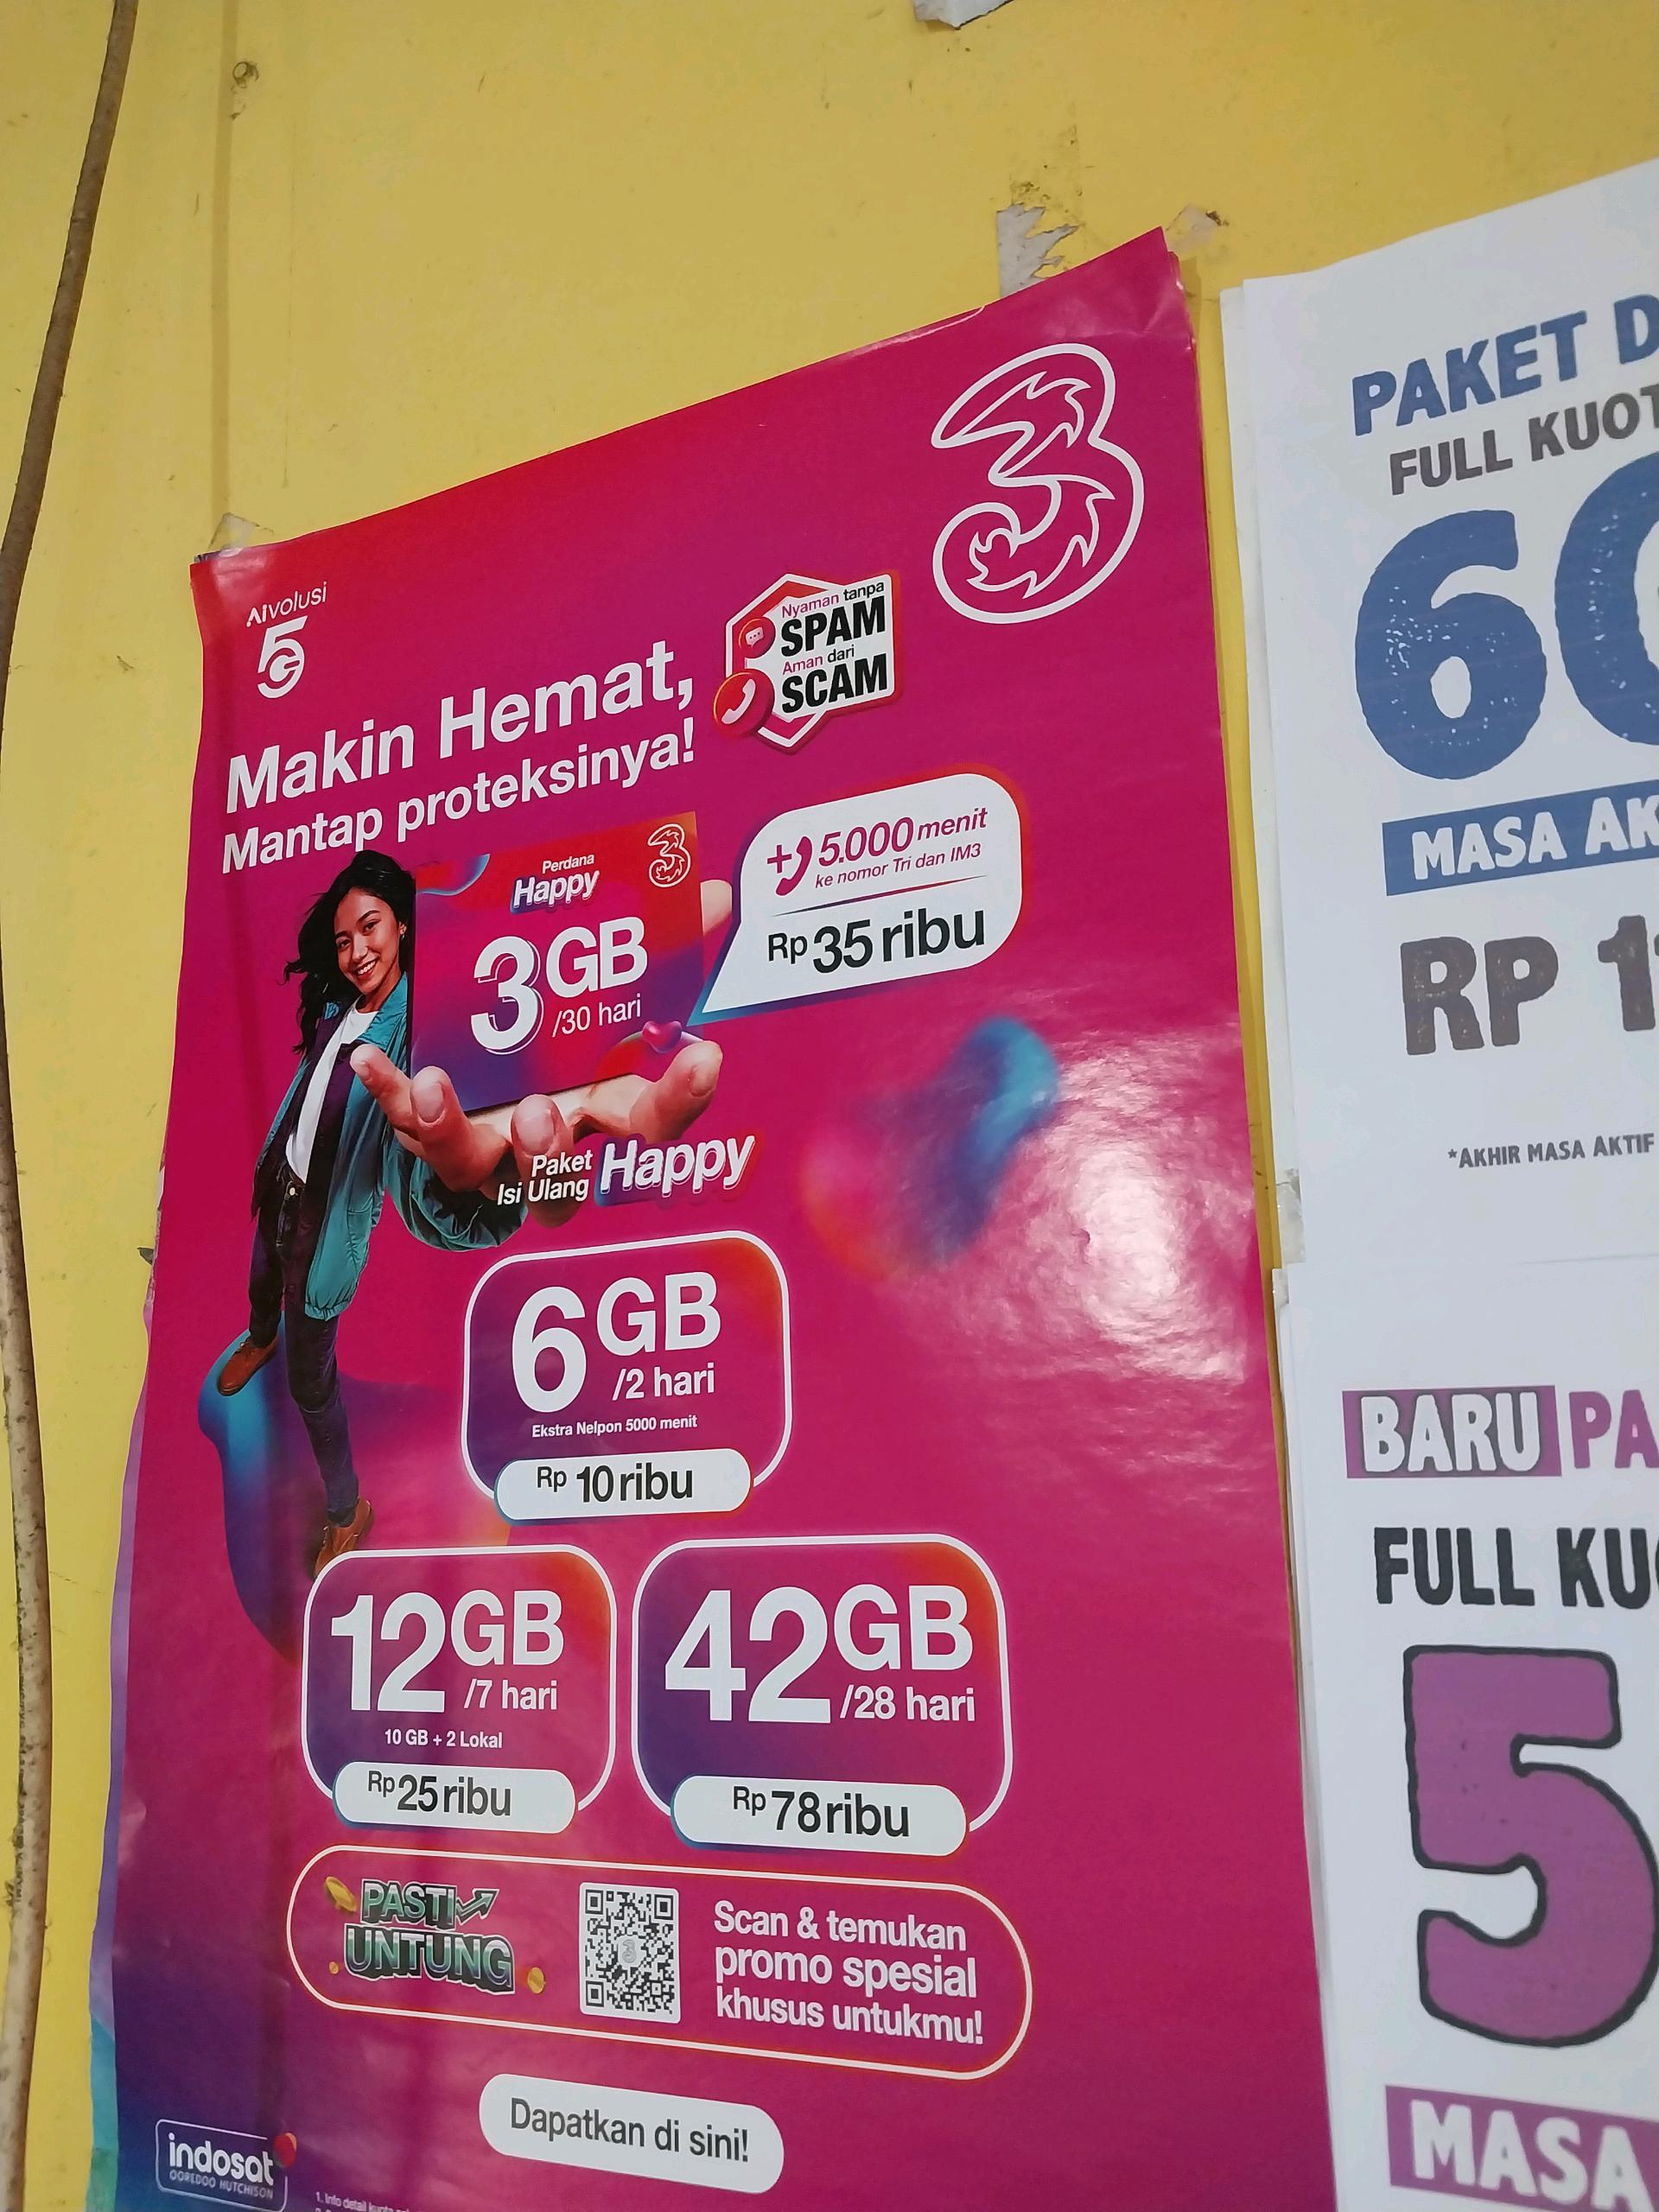 AIvolusi
5G
3
Nyaman tanpa
SPAM
Aman dari
SCAM
Makin Hemat,
Mantap proteksinya!
Perdana
Happy
3
3GB
/30 hari
+ 5.000 menit
ke nomor Tri dan IM3
Rp 35 ribu
Paket
Isi Ulang
Happy
6GB
/2 hari
Ekstra Nelpon 5000 menit
Rp 10 ribu
12GB
/7 hari
10 GB + 2 Lokal
Rp 25 ribu
42GB
/28 hari
Rp 78 ribu
PASTI
UNTUNG
Scan & temukan
promo spesial
khusus untukmu!
Dapatkan di sini!
indosat
OOREDOO HUTCHISON
1. Info detail
PAKET
FULL
6
MASA
RP
*AKHIR MASA AKTIF
BARU
FULL
5
MASA